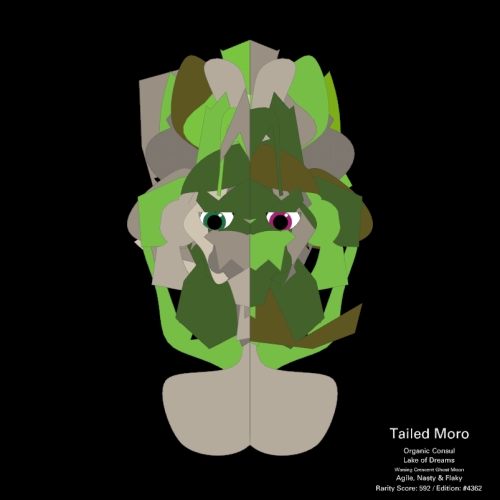 Tailed Moro
Organic Consul
Lake of Dreams
Waning Crescent Ghost Moon
Agile, Nasty & Flaky
Rarity Score: 592 / Edition: #4362